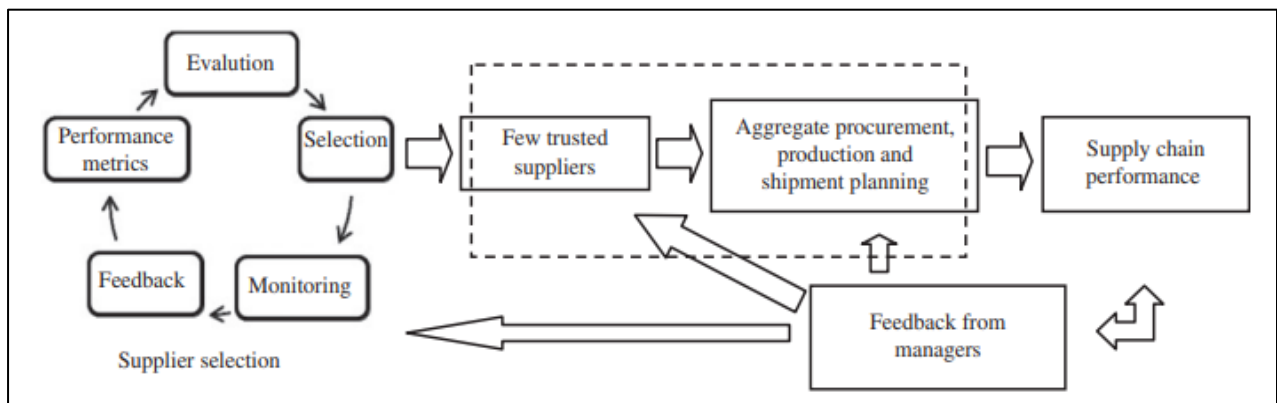 Evalution
Performance
metrics
Selection
Feedback
Monitoring
Supplier selection
Few trusted
suppliers
Aggregate procurement,
production and
shipment planning
Supply chain
performance
Feedback from
managers